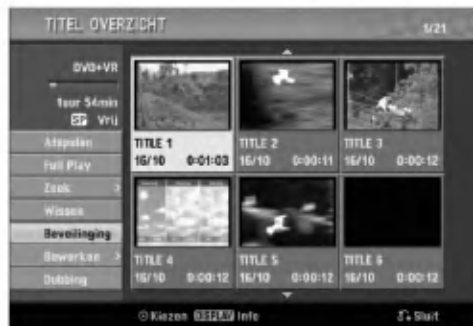 TITEL OVERZICHT 1/21
DVD+VR
1uur 54min
SP Vrij
Afspelen
Full Play
Zoek >
Wissen
Beveilinging
Bewerken >
Dubbing
TITLE 1
16/10 0:01:03
TITLE 2
16/10 0:00:11
TITLE 3
16/10 0:00:12
TITLE 4
16/10 0:00:12
TITLE 5
16/10 0:00:12
TITLE 6
16/10 0:00:12
Kiezen DISPLAY Info Sluit